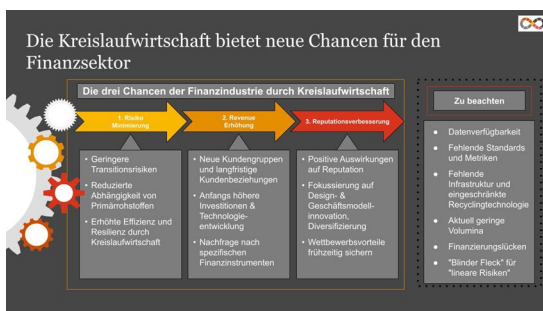 Die Kreislaufwirtschaft bietet neue Chancen für den
Finanzsektor
Die drei Chancen der Finanzindustrie durch Kreislaufwirtschaft
1. Risiko
Minimierung
2. Revenue
Erhöhung
3. Reputationsverbesserung
• Geringere
Transitionsrisiken
• Reduzierte
Abhängigkeit von
Primärrohstoffen
• Erhöhte Effizienz und
Resilienz durch
Kreislaufwirtschaft
• Neue Kundengruppen
und langfristige
Kundenbeziehungen
• Anfangs höhere
Investitionen &
Technologie-
entwicklung
• Nachfrage nach
spezifischen
Finanzinstrumenten
• Positive Auswirkungen
auf Reputation
• Fokussierung auf
Design- &
Geschäftsmodell-
innovation,
Diversifizierung
• Wettbewerbsvorteile
frühzeitig sichern
Zu beachten
● Datenverfügbarkeit
● Fehlende Standards
und Metriken
● Fehlende
Infrastruktur und
eingeschränkte
Recyclingtechnologie
● Aktuell geringe
Volumina
● Finanzierungslücken
● "Blinder Fleck" für
"lineare Risiken"